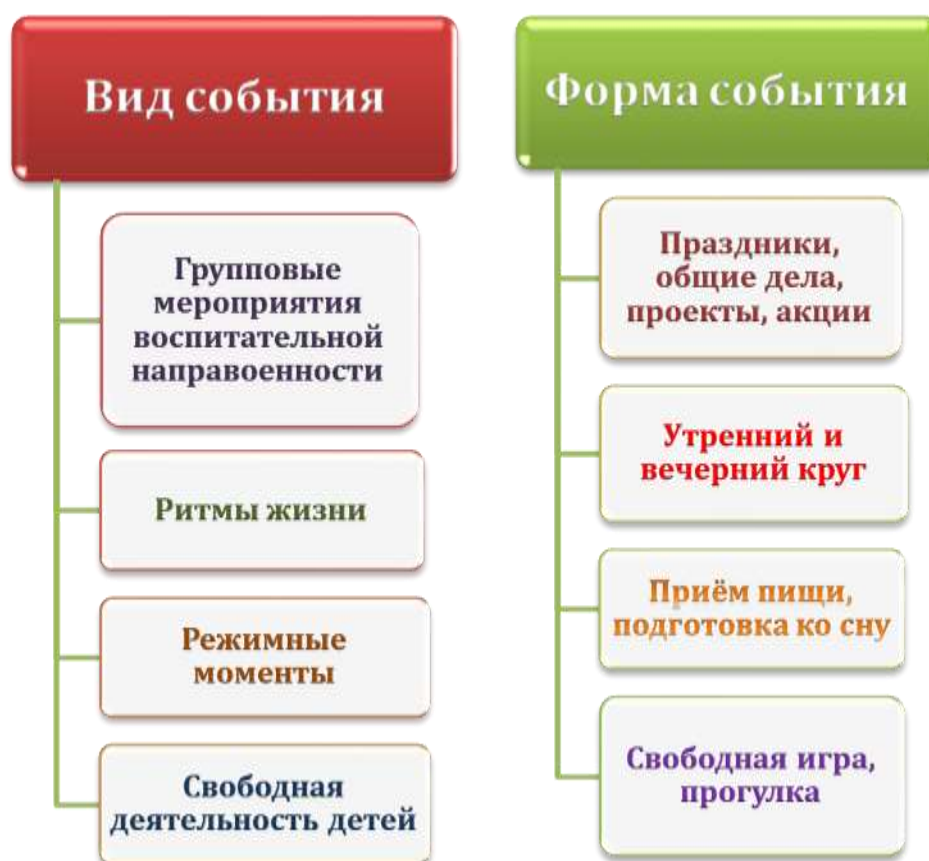 Вид события
Групповые
мероприятия
воспитательной
направоенности
Ритмы жизни
Режимные
моменты
Свободная
деятельность детей
Форма события
Праздники,
общие дела,
проекты, акции
Утренний и
вечерний круг
Приём пищи,
подготовка ко сну
Свободная игра,
прогулка